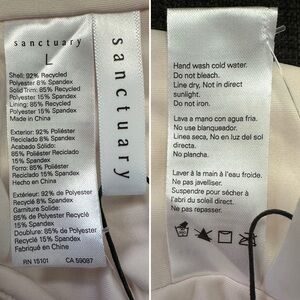 sanctuary
L
Shell: 92% Recycled
Polyester 8% Spandex
Solid Trim: 85% Recycled
Polyester 15% Spandex
Lining: 85% Recycled
Polyester 15% Spandex
Made in China
Exterior: 92% Poliéster
Reciclado 8% Spandex
Acabado Sólido:
85% Poliéster Reciclado
15% Spandex
Forro: 85% Poliéster
Reciclado 15% Spandex
Hecho en China
Extérieur: 92% de Polyester
Recyclé 8% Spandex
Garniture Solide:
85% de Polyester Recyclé
15% Spandex
Doublure: 85% de Polyester
Recyclé 15% Spandex
Fabriqué en Chine
RN 15101 CA 59087
sanctuary
Hand wash cold water.
Do not bleach.
Line dry, Not in direct
sunlight.
Do not iron.
Lava a mano con agua fria.
No use blanqueador.
Linea seca, No en luz del sol
directo.
No plancha.
Laver à la main à l'eau froide.
Ne pas javelliser.
Suspendre pour sécher à
l'abri du soleil direct.
Ne pas repasser.